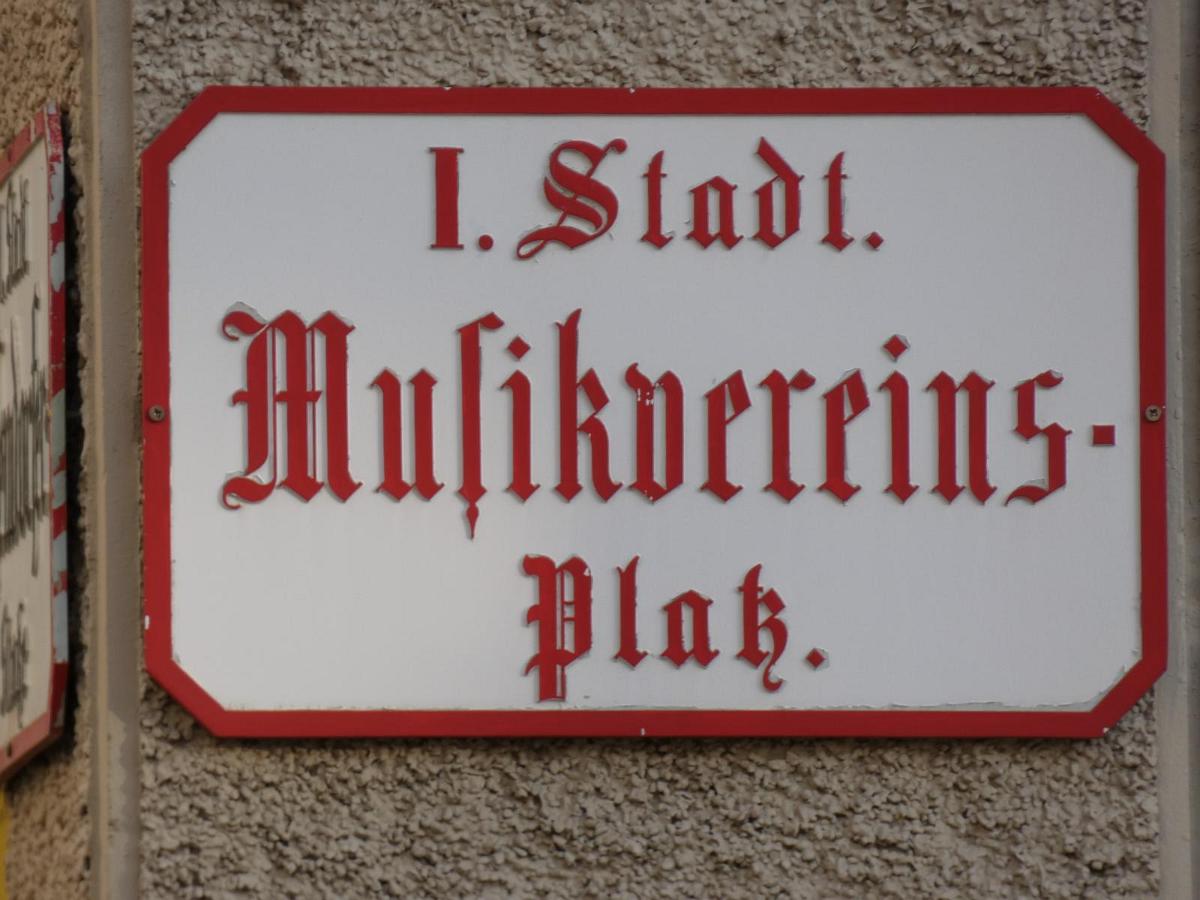 I. Stadt.
Muſikvereins-
Platz.